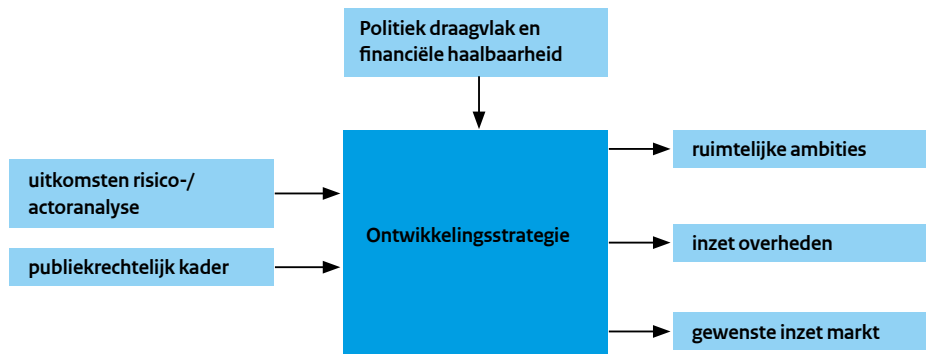 Politiek draagvlak en
financiële haalbaarheid
uitkomsten risico-/
actoranalyse
publiekrechtelijk kader
Ontwikkelingsstrategie
ruimtelijke ambities
inzet overheden
gewenste inzet markt